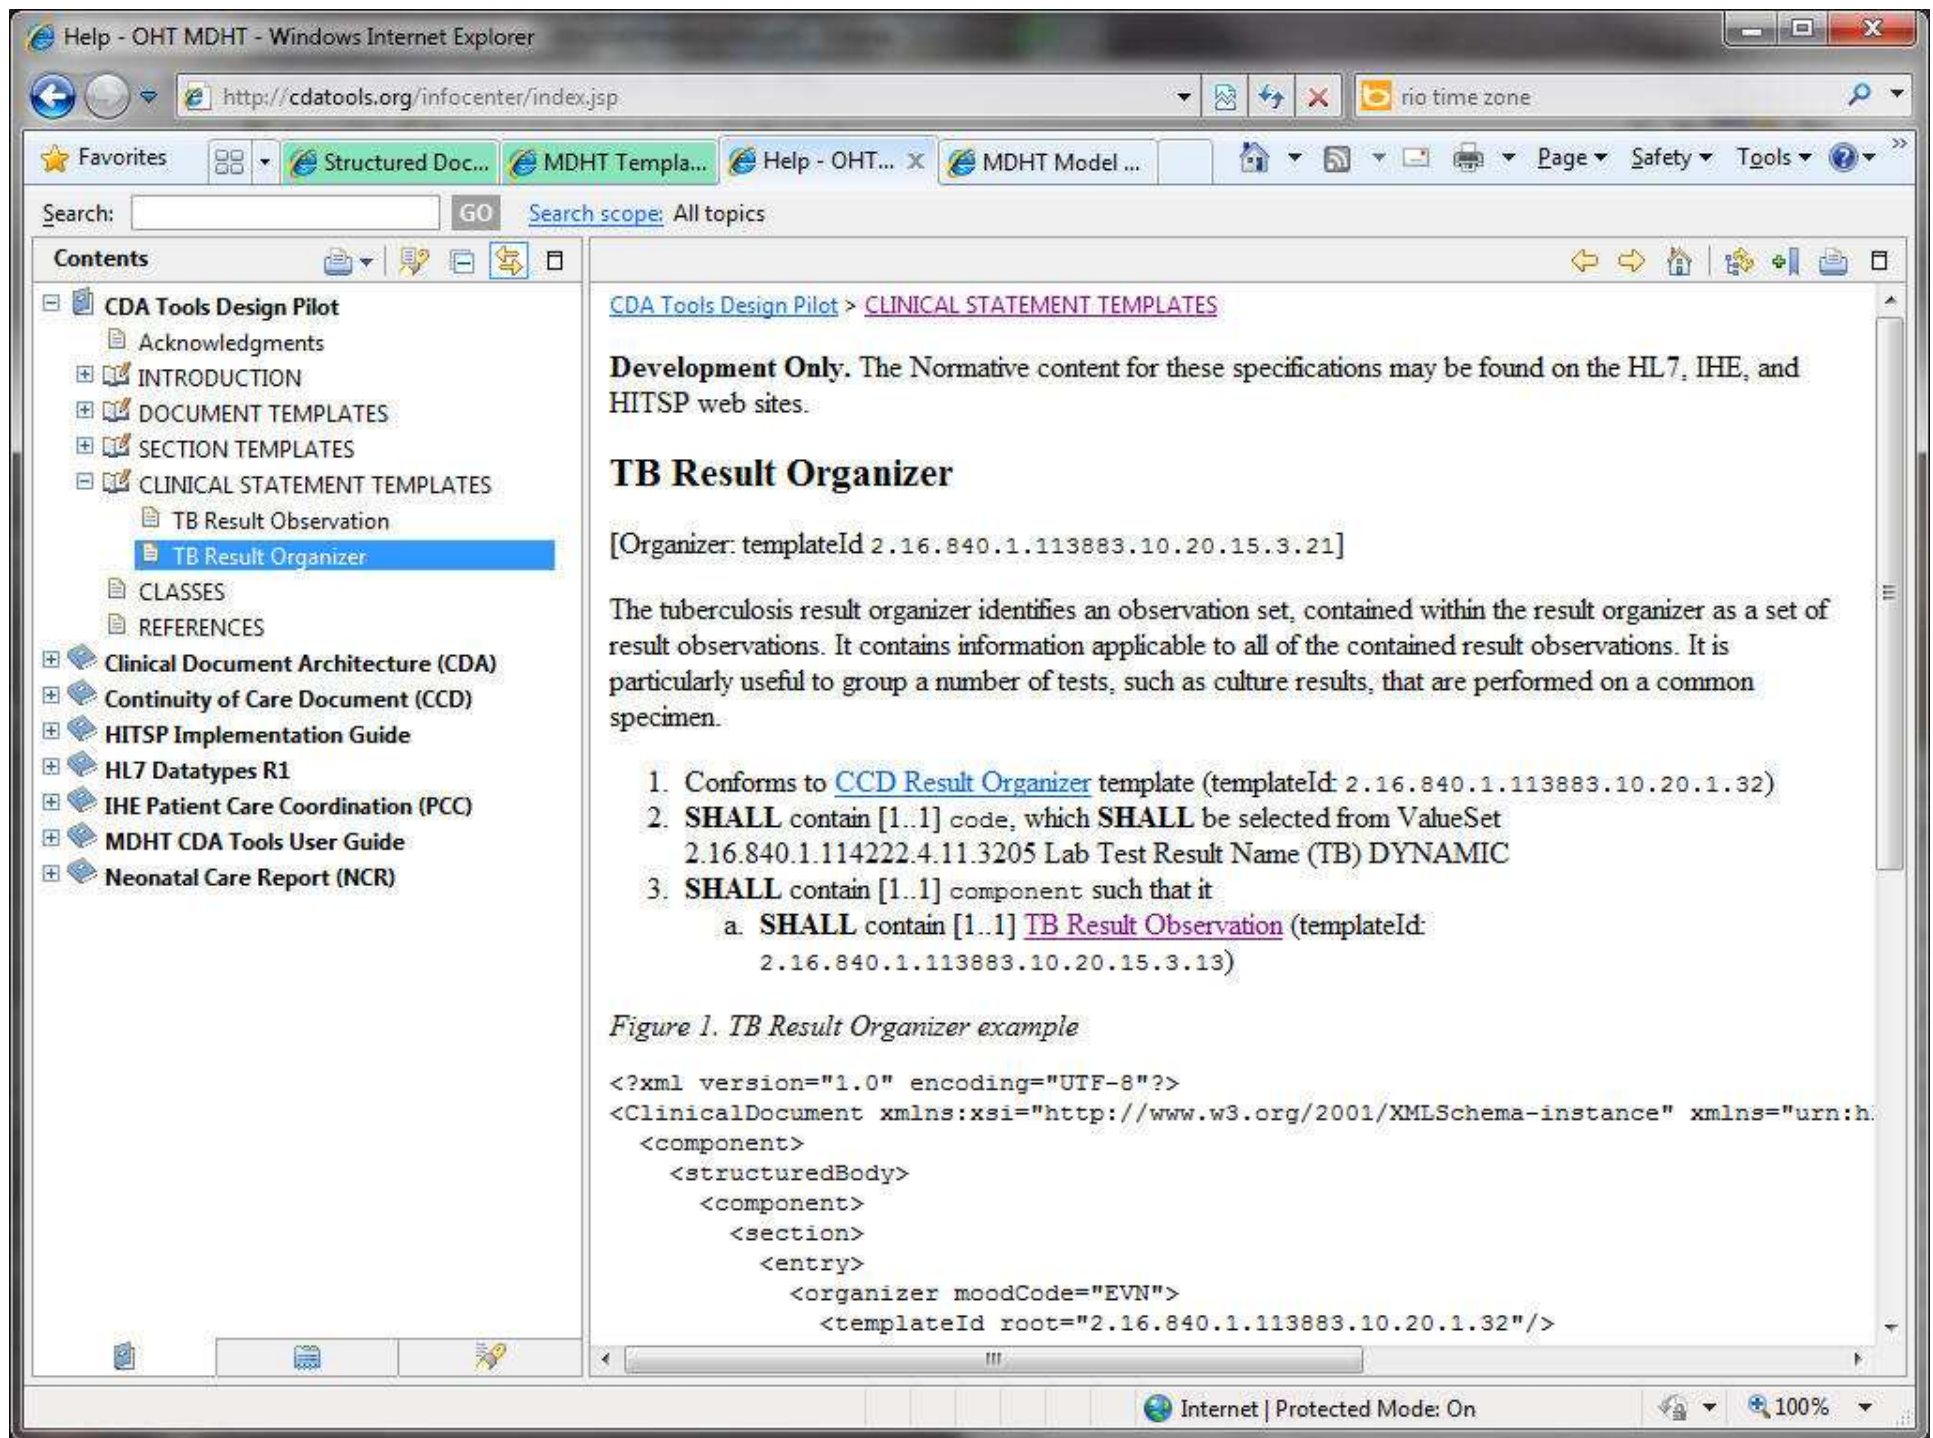 Help - OHT MDHT - Windows Internet Explorer
http://cdatools.org/infocenter/index.jsp
rio time zone
Favorites
Structured Doc...
MDHT Templa...
Help - OHT...
MDHT Model ...
Page
Safety
Tools
Search:
GO
Search scope: All topics
Contents
CDA Tools Design Pilot
Acknowledgments
INTRODUCTION
DOCUMENT TEMPLATES
SECTION TEMPLATES
CLINICAL STATEMENT TEMPLATES
TB Result Observation
TB Result Organizer
CLASSES
REFERENCES
Clinical Document Architecture (CDA)
Continuity of Care Document (CCD)
HITSP Implementation Guide
HL7 Datatypes R1
IHE Patient Care Coordination (PCC)
MDHT CDA Tools User Guide
Neonatal Care Report (NCR)
CDA Tools Design Pilot > CLINICAL STATEMENT TEMPLATES
Development Only. The Normative content for these specifications may be found on the HL7, IHE, and
HITSP web sites.
TB Result Organizer
[Organizer: templateId 2.16.840.1.113883.10.20.15.3.21]
The tuberculosis result organizer identifies an observation set, contained within the result organizer as a set of
result observations. It contains information applicable to all of the contained result observations. It is
particularly useful to group a number of tests, such as culture results, that are performed on a common
specimen.
1. Conforms to CCD Result Organizer template (templateId: 2.16.840.1.113883.10.20.1.32)
2. SHALL contain [1..1] code, which SHALL be selected from ValueSet
2.16.840.1.114222.4.11.3205 Lab Test Result Name (TB) DYNAMIC
3. SHALL contain [1..1] component such that it
a. SHALL contain [1..1] TB Result Observation (templateId:
2.16.840.1.113883.10.20.15.3.13)
Figure 1. TB Result Organizer example
<?xml version="1.0" encoding="UTF-8"?>
<ClinicalDocument xmlns:xsi="http://www.w3.org/2001/XMLSchema-instance" xmlns="urn:h
<component>
<structuredBody>
<component>
<section>
<entry>
<organizer moodCode="EVN">
<templateId root="2.16.840.1.113883.10.20.1.32"/>
Internet | Protected Mode: On
100%